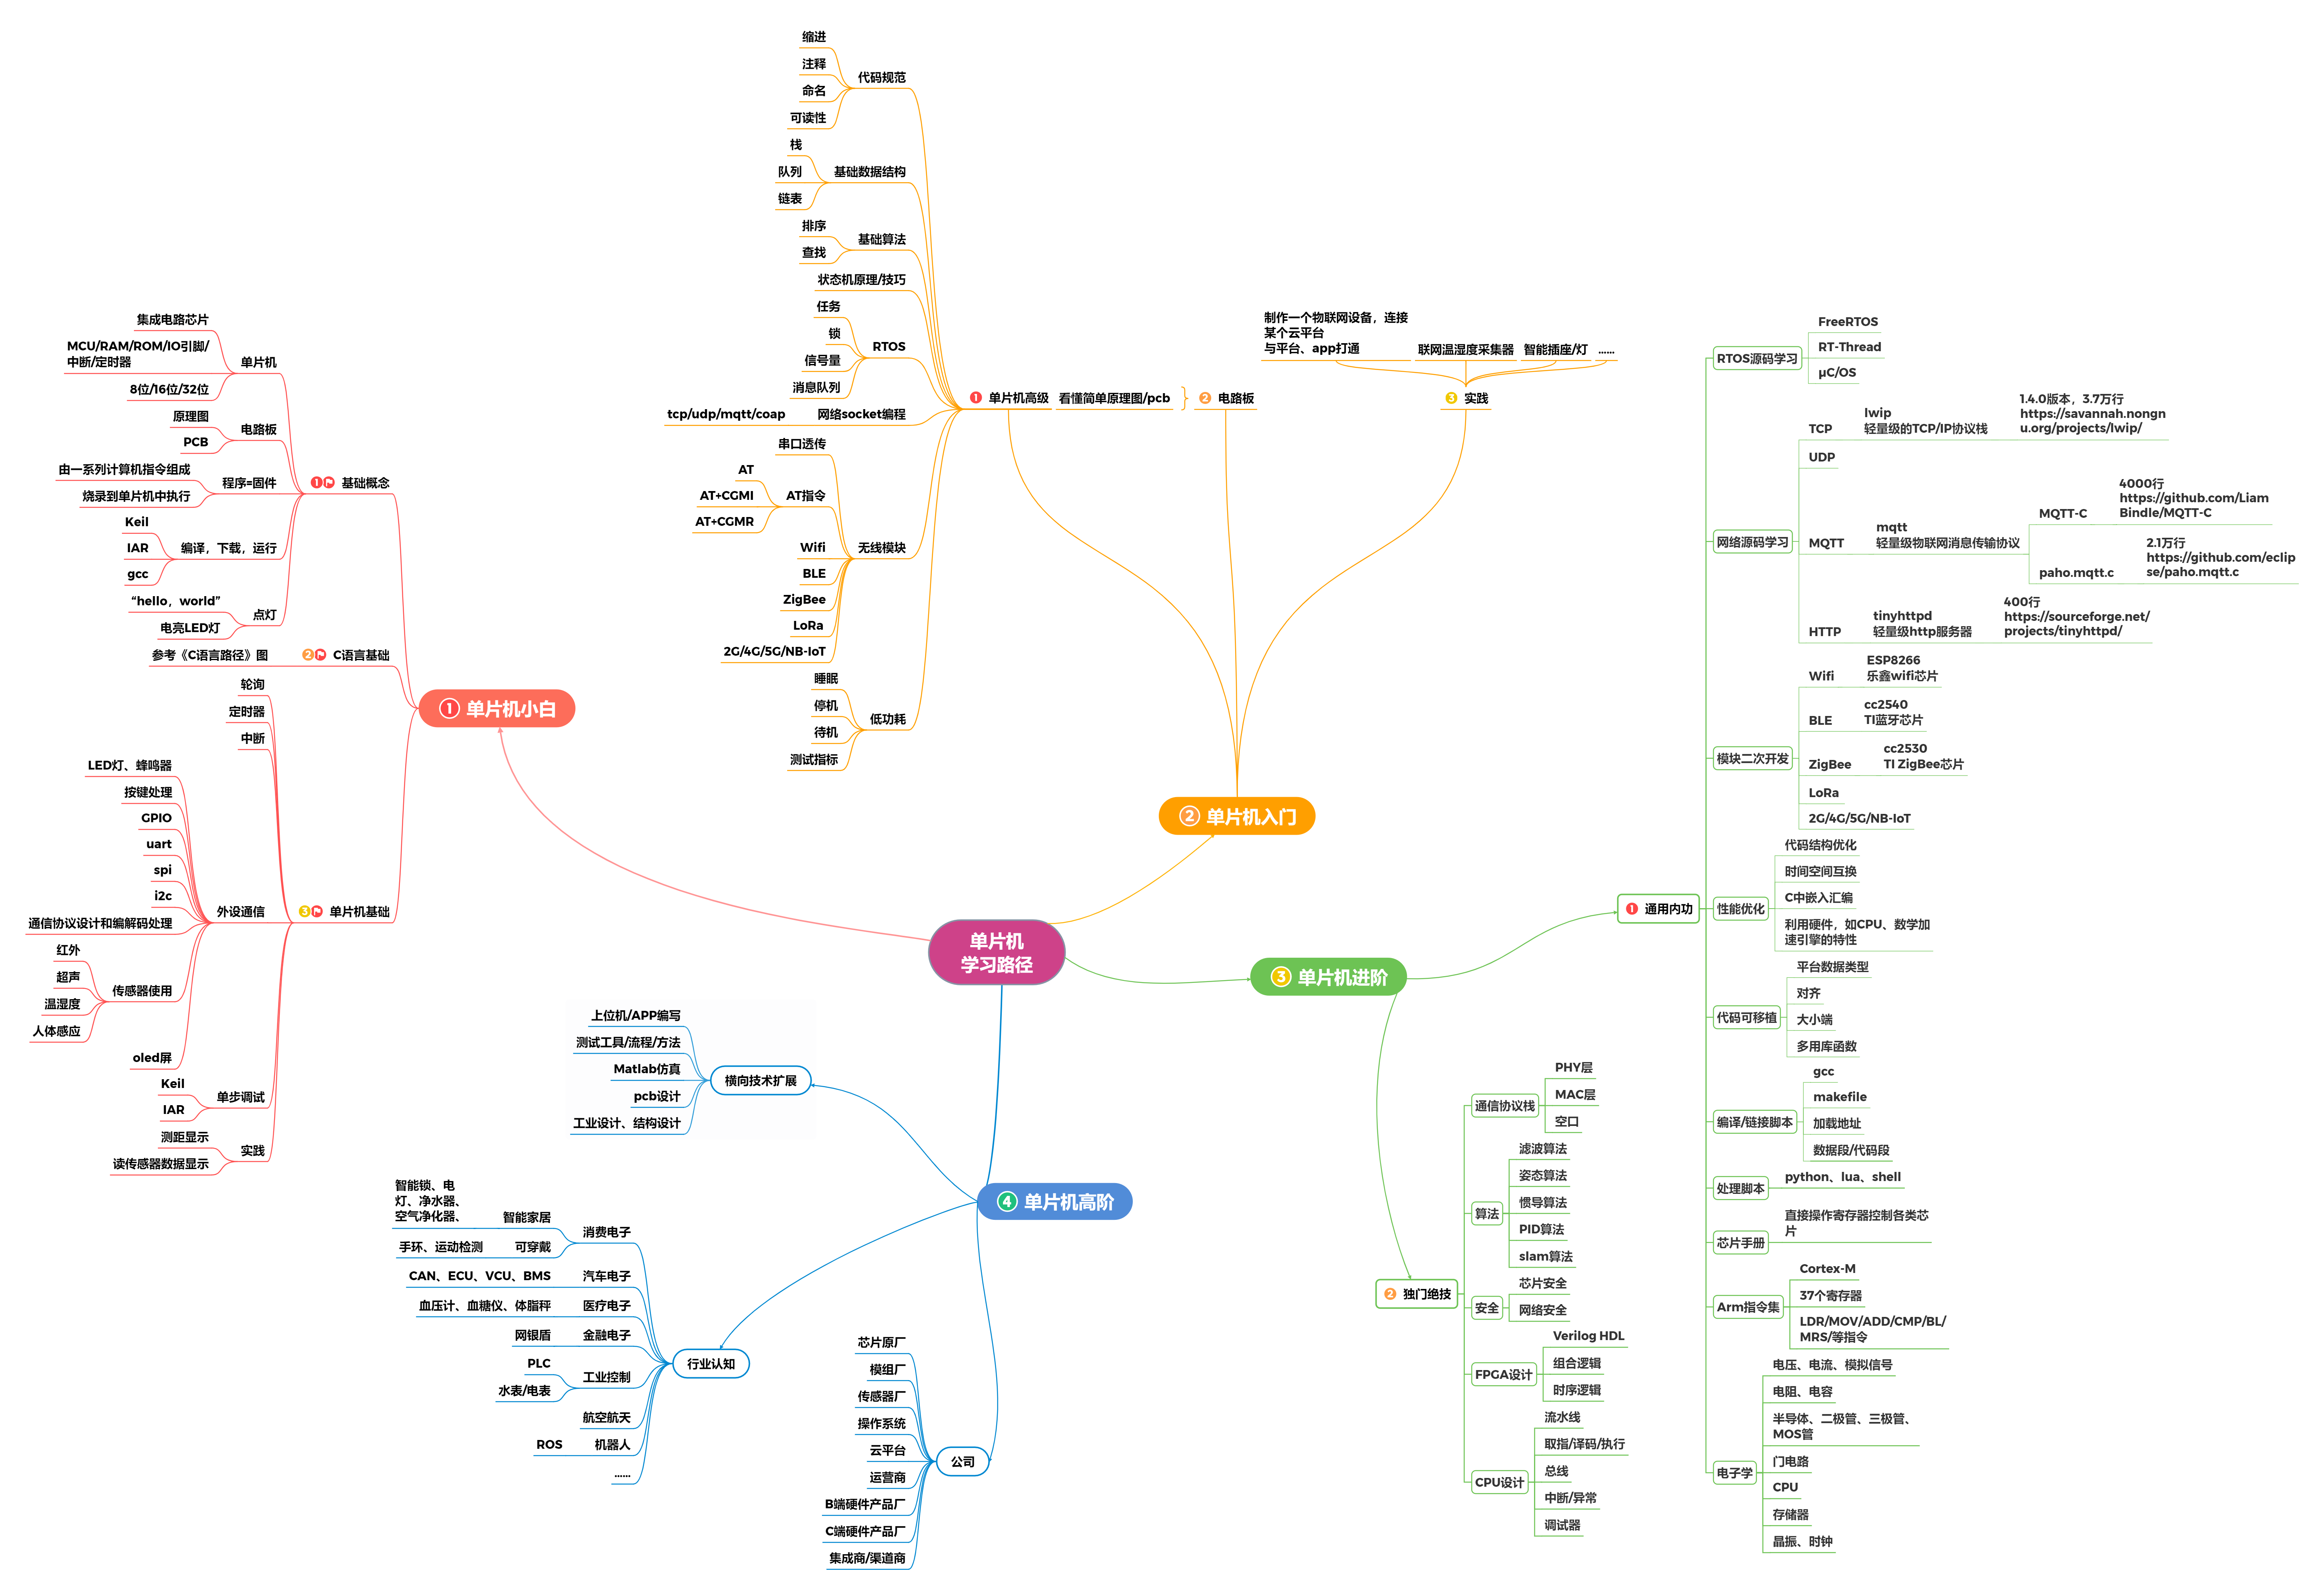 单片机
学习路径
① 单片机小白
❶ 基础概念
单片机
集成电路芯片
MCU/RAM/ROM/IO引脚/
中断/定时器
8位/16位/32位
电路板
原理图
PCB
程序=固件
由一系列计算机指令组成
烧录到单片机中执行
编译，下载，运行
Keil
IAR
gcc
点灯
“hello，world”
电亮LED灯
❷ C语言基础
参考《C语言路径》图
❸ 单片机基础
轮询
定时器
中断
外设通信
LED灯、蜂鸣器
按键处理
GPIO
uart
spi
i2c
通信协议设计和编解码处理
传感器使用
红外
超声
温湿度
人体感应
oled屏
单步调试
Keil
IAR
实践
测距显示
读传感器数据显示
② 单片机入门
❶ 单片机高级
代码规范
缩进
注释
命名
可读性
基础数据结构
栈
队列
链表
基础算法
排序
查找
状态机原理/技巧
RTOS
任务
锁
信号量
消息队列
网络socket编程
tcp/udp/mqtt/coap
无线模块
串口透传
AT指令
AT
AT+CGMI
AT+CGMR
Wifi
BLE
ZigBee
LoRa
2G/4G/5G/NB-IoT
低功耗
睡眠
停机
待机
测试指标
❷ 电路板
看懂简单原理图/pcb
❸ 实践
制作一个物联网设备，连接
某个云平台
与平台、app打通
联网温湿度采集器
智能插座/灯
……
③ 单片机进阶
❶ 通用内功
RTOS源码学习
FreeRTOS
RT-Thread
μC/OS
网络源码学习
TCP
lwip
轻量级的TCP/IP协议栈
1.4.0版本，3.7万行
https://savannah.nongn
u.org/projects/lwip/
UDP
MQTT
mqtt
轻量级物联网消息传输协议
MQTT-C
4000行
https://github.com/Liam
Bindle/MQTT-C
paho.mqtt.c
2.1万行
https://github.com/eclip
se/paho.mqtt.c
HTTP
tinyhttpd
轻量级http服务器
400行
https://sourceforge.net/
projects/tinyhttpd/
模块二次开发
Wifi
ESP8266
乐鑫wifi芯片
BLE
cc2540
TI蓝牙芯片
ZigBee
cc2530
TI ZigBee芯片
LoRa
2G/4G/5G/NB-IoT
性能优化
代码结构优化
时间空间互换
C中嵌入汇编
利用硬件，如CPU、数学加
速引擎的特性
代码可移植
平台数据类型
对齐
大小端
多用库函数
编译/链接脚本
gcc
makefile
加载地址
数据段/代码段
处理脚本
python、lua、shell
芯片手册
直接操作寄存器控制各类芯
片
Arm指令集
Cortex-M
37个寄存器
LDR/MOV/ADD/CMP/BL/
MRS/等指令
电子学
电压、电流、模拟信号
电阻、电容
半导体、二极管、三极管、
MOS管
门电路
CPU
存储器
晶振、时钟
❷ 独门绝技
通信协议栈
PHY层
MAC层
空口
算法
滤波算法
姿态算法
惯导算法
PID算法
slam算法
安全
芯片安全
网络安全
FPGA设计
Verilog HDL
组合逻辑
时序逻辑
CPU设计
流水线
取指/译码/执行
总线
中断/异常
调试器
④ 单片机高阶
横向技术扩展
上位机/APP编写
测试工具/流程/方法
Matlab仿真
pcb设计
工业设计、结构设计
行业认知
消费电子
智能家居
智能锁、电
灯、净水器、
空气净化器、
可穿戴
手环、运动检测
汽车电子
CAN、ECU、VCU、BMS
医疗电子
血压计、血糖仪、体脂秤
金融电子
网银盾
工业控制
PLC
水表/电表
航空航天
机器人
ROS
……
公司
芯片原厂
模组厂
传感器厂
操作系统
云平台
运营商
B端硬件产品厂
C端硬件产品厂
集成商/渠道商